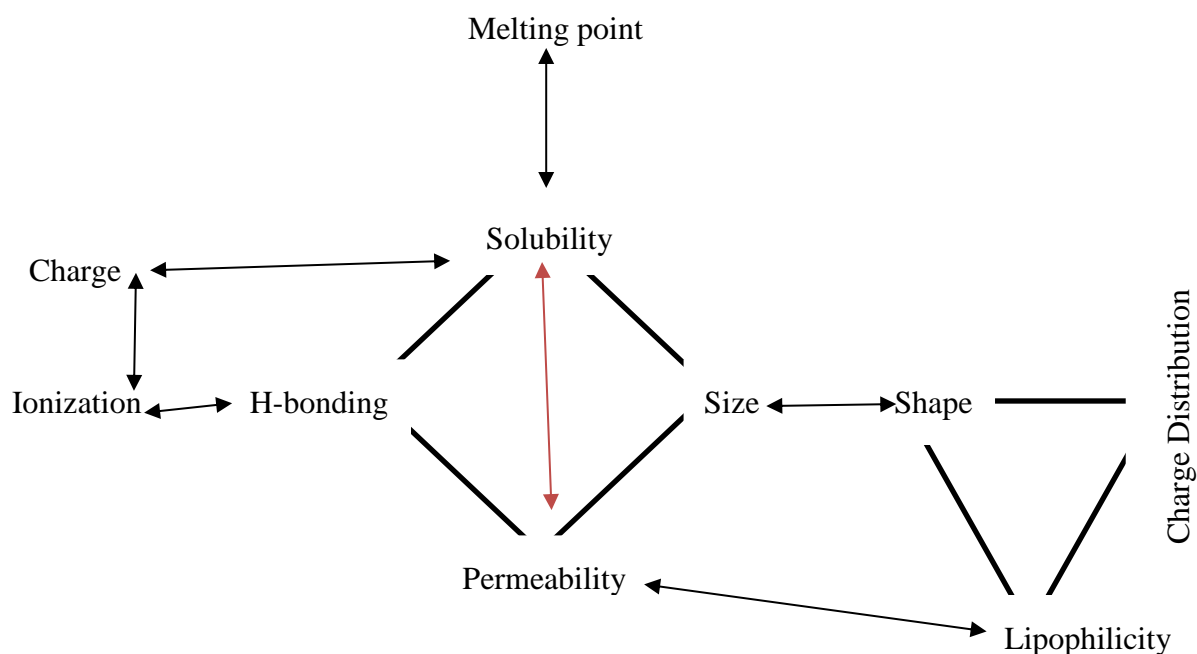 Melting point
Solubility
Charge
Ionization
H-bonding
Size
Shape
Charge Distribution
Permeability
Lipophilicity